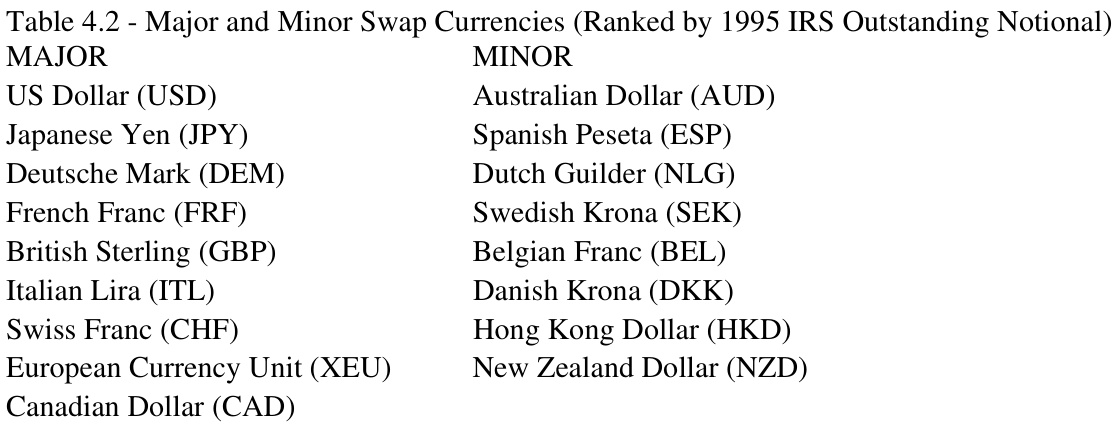 Table 4.2 - Major and Minor Swap Currencies (Ranked by 1995 IRS Outstanding Notional)
MAJOR MINOR
US Dollar (USD) Australian Dollar (AUD)
Japanese Yen (JPY) Spanish Peseta (ESP)
Deutsche Mark (DEM) Dutch Guilder (NLG)
French Franc (FRF) Swedish Krona (SEK)
British Sterling (GBP) Belgian Franc (BEL)
Italian Lira (ITL) Danish Krona (DKK)
Swiss Franc (CHF) Hong Kong Dollar (HKD)
European Currency Unit (XEU) New Zealand Dollar (NZD)
Canadian Dollar (CAD)